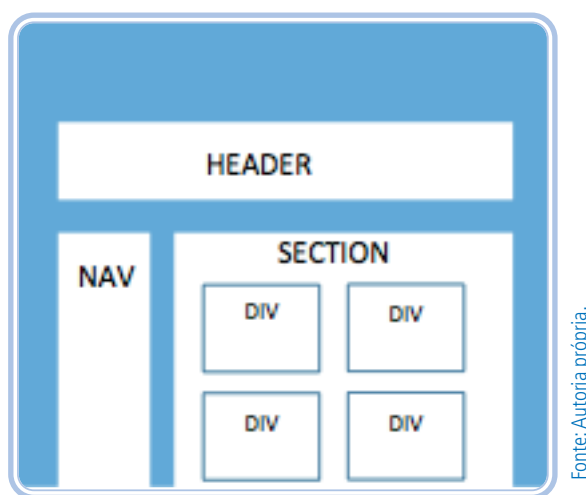 HEADER
NAV
SECTION
DIV
DIV
DIV
DIV
Fonte: Autoria própria.